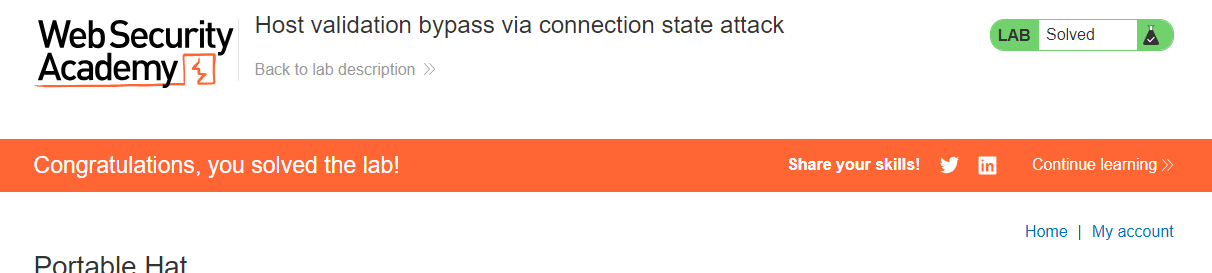 Web Security
Academy
Host validation bypass via connection state attack
Back to lab description
LAB Solved
Congratulations, you solved the lab!
Share your skills!
Continue learning
Home | My account
Portable Hat